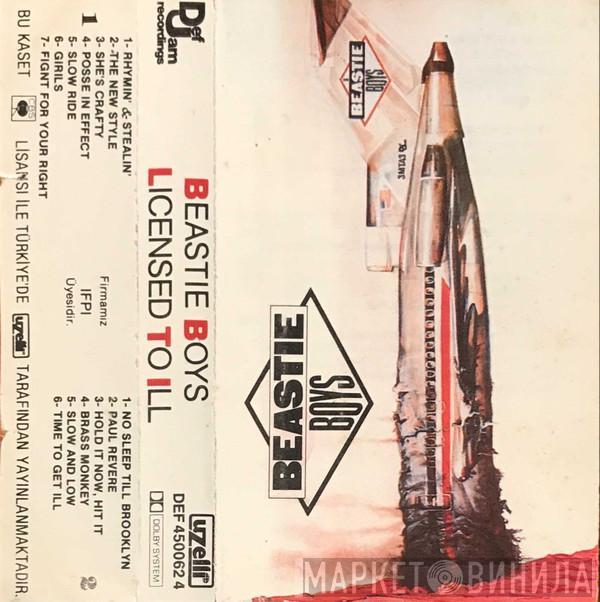 BU KASET CBS LİSANSI İLE TÜRKİYE'DE uzelli TARAFINDAN YAYINLANMAKTADIR.
1
1- RHYMIN' & STEALIN'
2- THE NEW STYLE
3- SHE'S CRAFTY
4- POSSE IN EFFECT
5- SLOW RIDE
6- GIRILS
7- FIGNT FOR YOUR RIGHT
Firmamız
IFPI
Üyesidir.
2
1- NO SLEEP TILL BROOKLYN
2- PAUL REVERE
3- HOLD IT NOW, HIT IT
4- BRASS MONKEY
5- SLOW AND LOW
6- TIME TO GET ILL
Def
Jam
recordings
BEASTIE BOYS
LICENSED TO ILL
uzelli
DEF 450062 4
DOLBY SYSTEM
BEASTIE
BOYS
3MTA3
BEASTIE
BOYS
МАРКЕТ ВИНИЛА